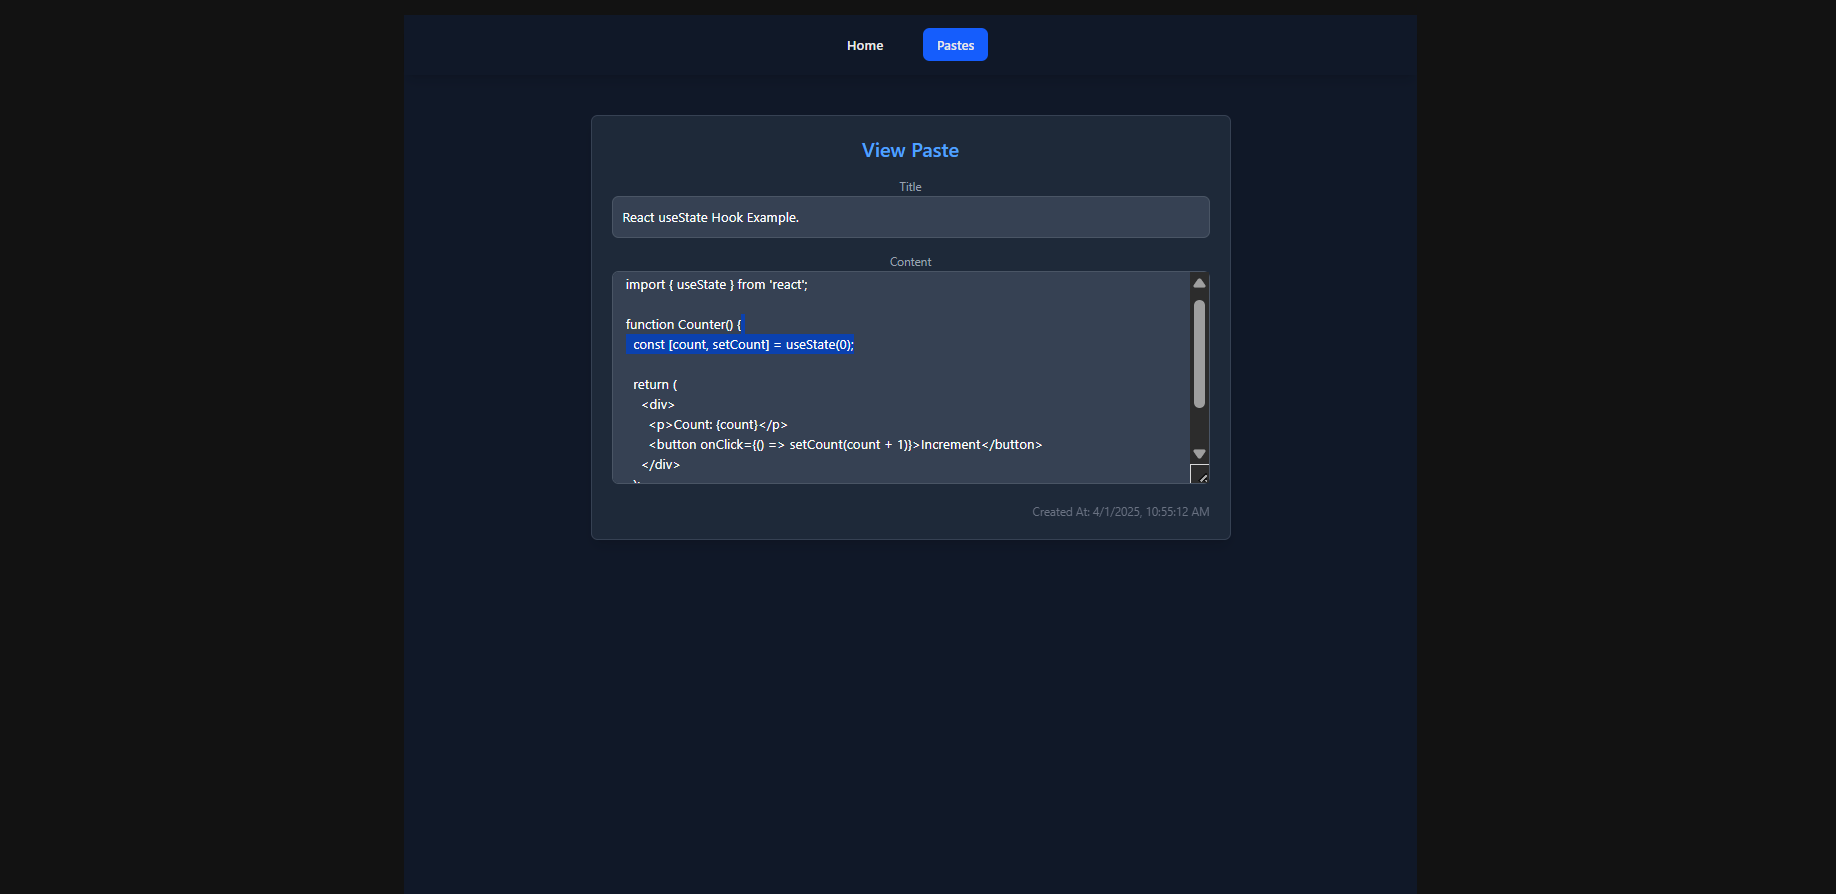 Home
Pastes
View Paste
Title
React useState Hook Example.
Content
import { useState } from 'react';
function Counter() {
  const [count, setCount] = useState(0);
  return (
    <div>
      <p>Count: {count}</p>
      <button onClick={() => setCount(count + 1)}>Increment</button>
    </div>
  );
Created At: 4/1/2025, 10:55:12 AM